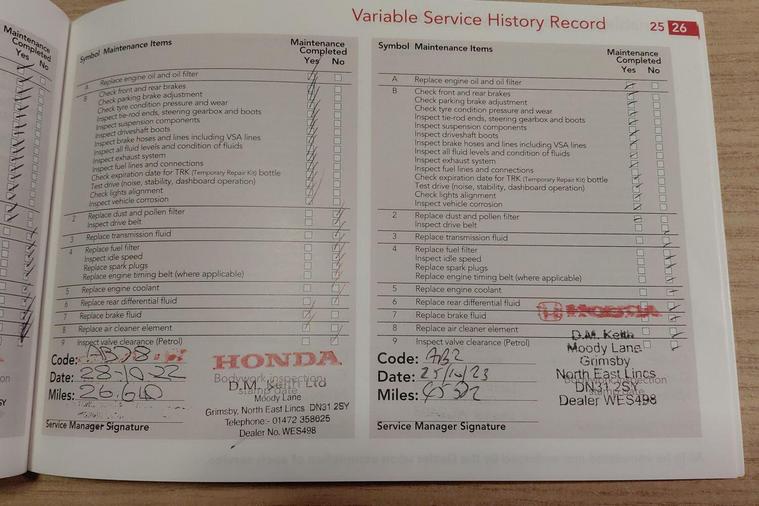 Variable Service History Record 25 26
Maintenance
Completed
Yes No
Symbol Maintenance Items
Maintenance
Completed
Yes No
A Replace engine oil and oil filter
B Check front and rear brakes
Check parking brake adjustment
Check tyre condition pressure and wear
Inspect tie-rod ends, steering gearbox and boots
Inspect suspension components
Inspect driveshaft boots
Inspect brake hoses and lines including VSA lines
Inspect all fluid levels and condition of fluids
Inspect exhaust system
Inspect fuel lines and connections
Check expiration date for TRK (Temporary Repair Kit) bottle
Test drive (noise, stability, dashboard operation)
Check lights alignment
Inspect vehicle corrosion
2 Replace dust and pollen filter
Inspect drive belt
3 Replace transmission fluid
4 Replace fuel filter
Inspect idle speed
Replace spark plugs
Replace engine timing belt (where applicable)
5 Replace engine coolant
6 Replace rear differential fluid
7 Replace brake fluid
8 Replace air cleaner element
9 Inspect valve clearance (Petrol)
Code: AB28
Date: 28-10-22
Miles: 56.610
HONDA
Bodywork inspection
stamp Date
D.M. Keith Ltd
Moody Lane
Grimsby, North East Lincs DN31 2SY
Telephone - 01472 358625
Dealer No. WES498
Service Manager Signature
Symbol Maintenance Items
Maintenance
Completed
Yes No
A Replace engine oil and oil filter
B Check front and rear brakes
Check parking brake adjustment
Check tyre condition pressure and wear
Inspect tie-rod ends, steering gearbox and boots
Inspect suspension components
Inspect driveshaft boots
Inspect brake hoses and lines including VSA lines
Inspect all fluid levels and condition of fluids
Inspect exhaust system
Inspect fuel lines and connections
Check expiration date for TRK (Temporary Repair Kit) bottle
Test drive (noise, stability, dashboard operation)
Check lights alignment
Inspect vehicle corrosion
2 Replace dust and pollen filter
Inspect drive belt
3 Replace transmission fluid
4 Replace fuel filter
Inspect idle speed
Replace spark plugs
Replace engine timing belt (where applicable)
5 Replace engine coolant
6 Replace rear differential fluid
7 Replace brake fluid
8 Replace air cleaner element
9 Inspect valve clearance (Petrol)
Code: AB2
Date: 25/10/23
Miles:
HONDA
D.M. Keith
Moody Lane
Grimsby
North East Lincs
DN31 2SY
Dealer WES498
Service Manager Signature